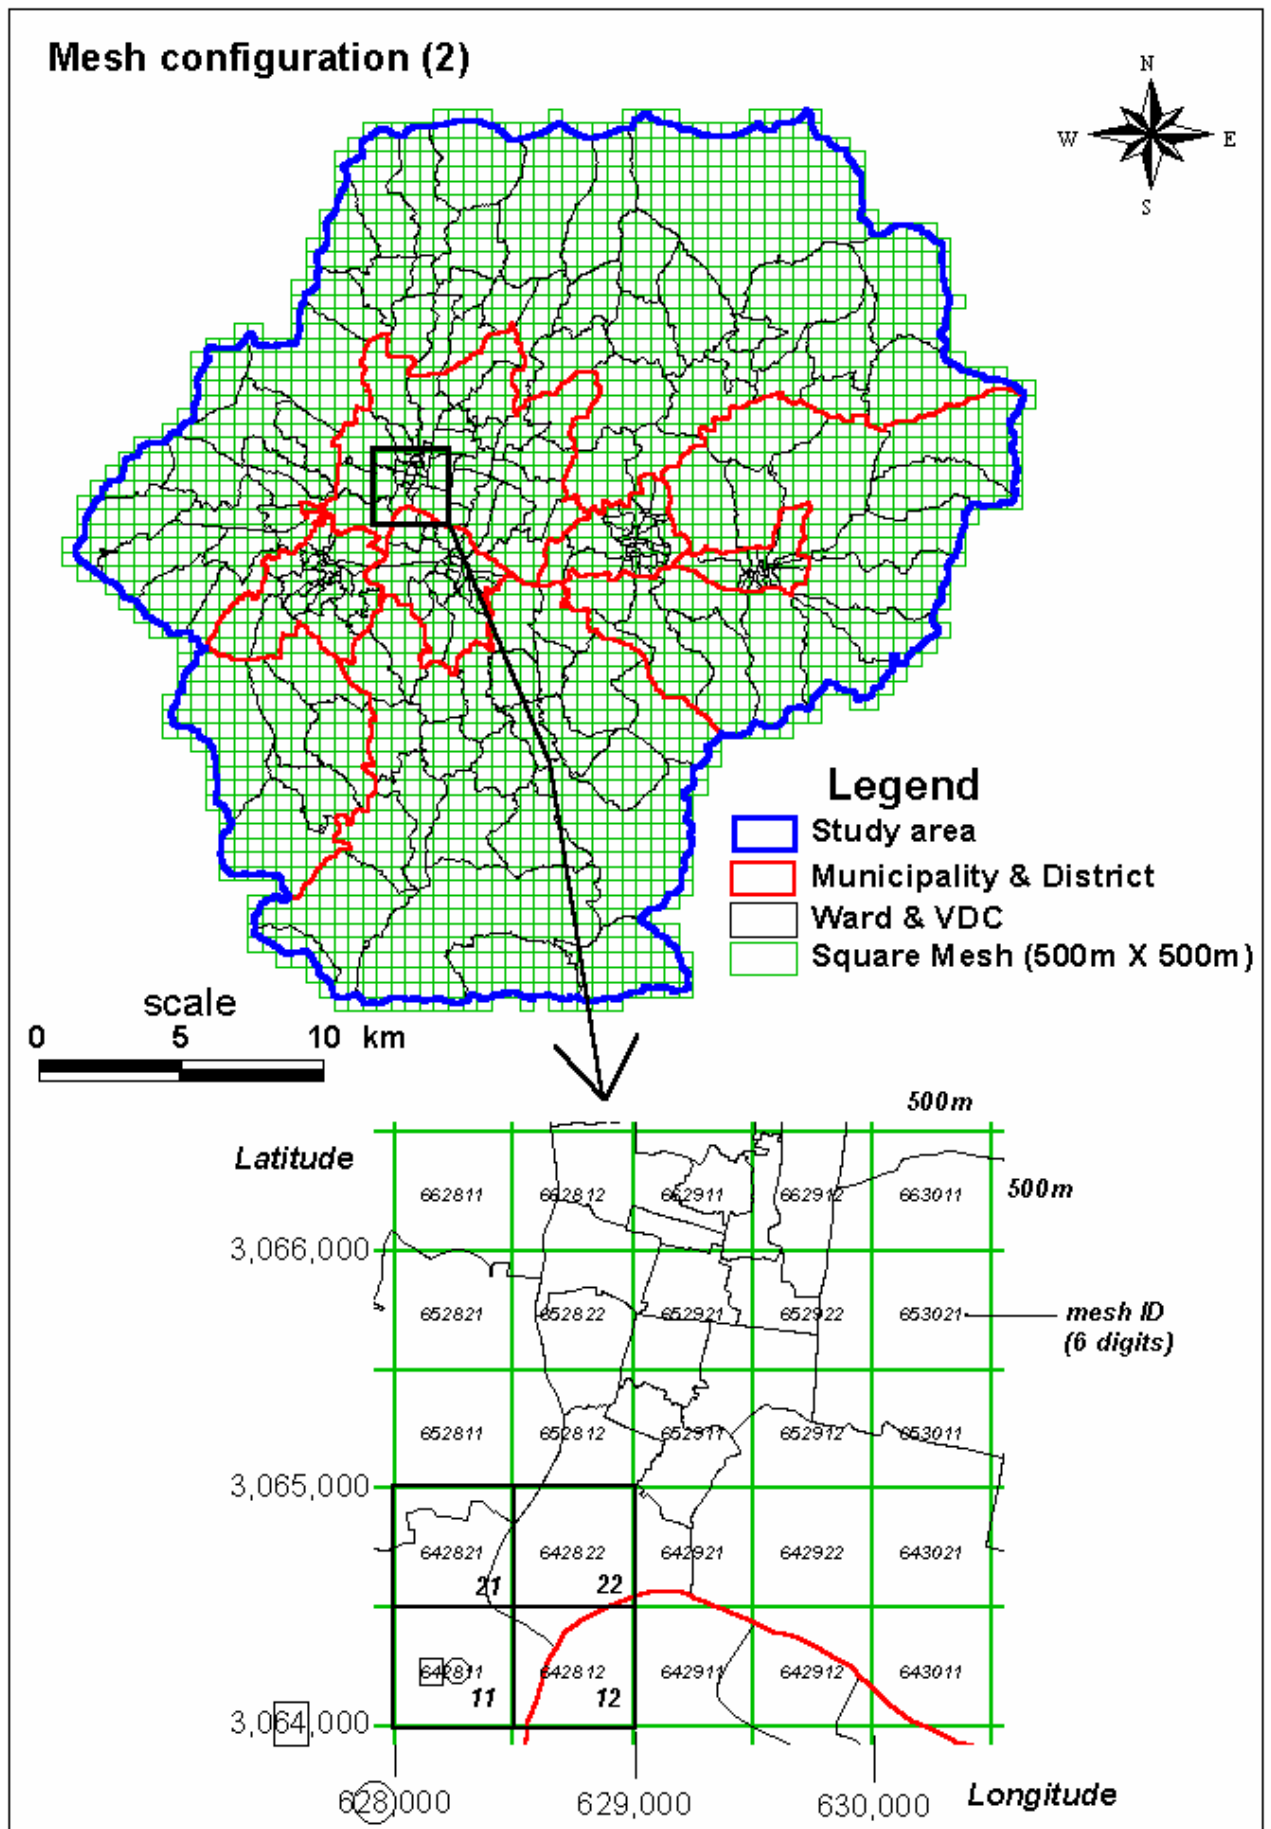 Mesh configuration (2)
N
W E
S
Legend
Study area
Municipality & District
Ward & VDC
Square Mesh (500m X 500m)
scale
0 5 10 km
500m
Latitude
500m
662811 662812 662911 662912 663011
3,066,000
652821 652822 652921 652922 653021
mesh ID
(6 digits)
652811 652812 652911 652912 653011
3,065,000
642821 642822 642921 642922 643021
21 22
642811 642812 642911 642912 643011
11 12
3,064,000
628,000 629,000 630,000
Longitude